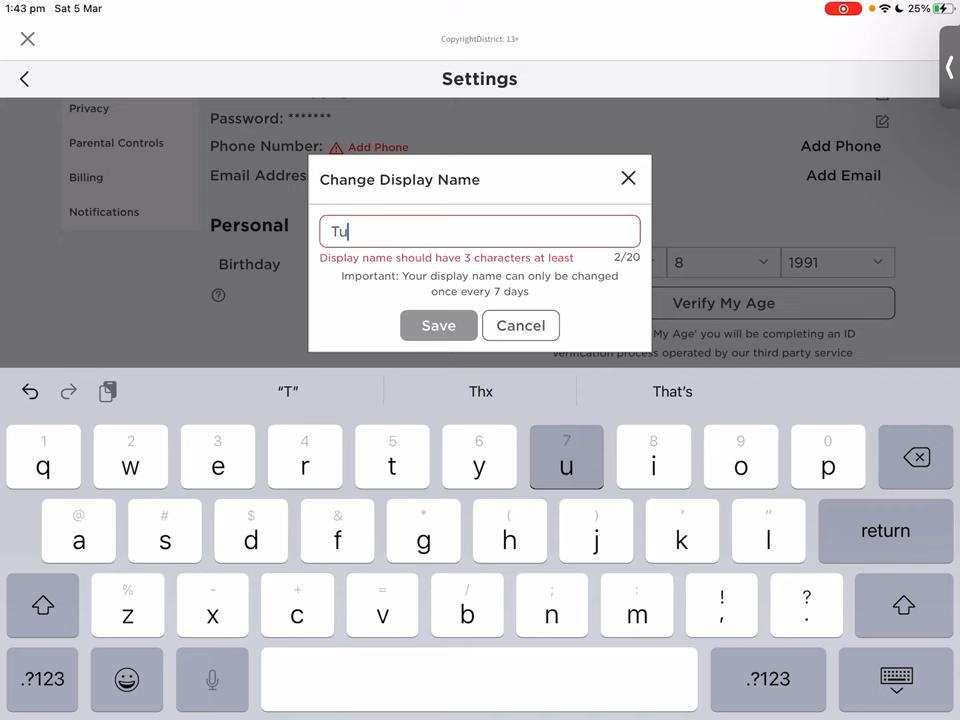 1:43 pm Sat 5 Mar 25%
CopyrightDistrict: 13+
Settings
Privacy
Password: *******
Parental Controls
Phone Number: Add Phone Add Phone
Billing
Email Addres Add Email
Notifications
Personal
Birthday 8 1991
Verify My Age
My Age' you will be completing an ID
verification process operated by our third party service
Change Display Name
Tu
Display name should have 3 characters at least 2/20
Important: Your display name can only be changed
once every 7 days
Save Cancel
“T” Thx That's
1 2 3 4 5 6 7 8 9 0
q w e r t y u i o p
@ # $ & * ( ) ' "
a s d f g h j k l return
% - + = / ; : ! ?
z x c v b n m , .
.?123 .?123